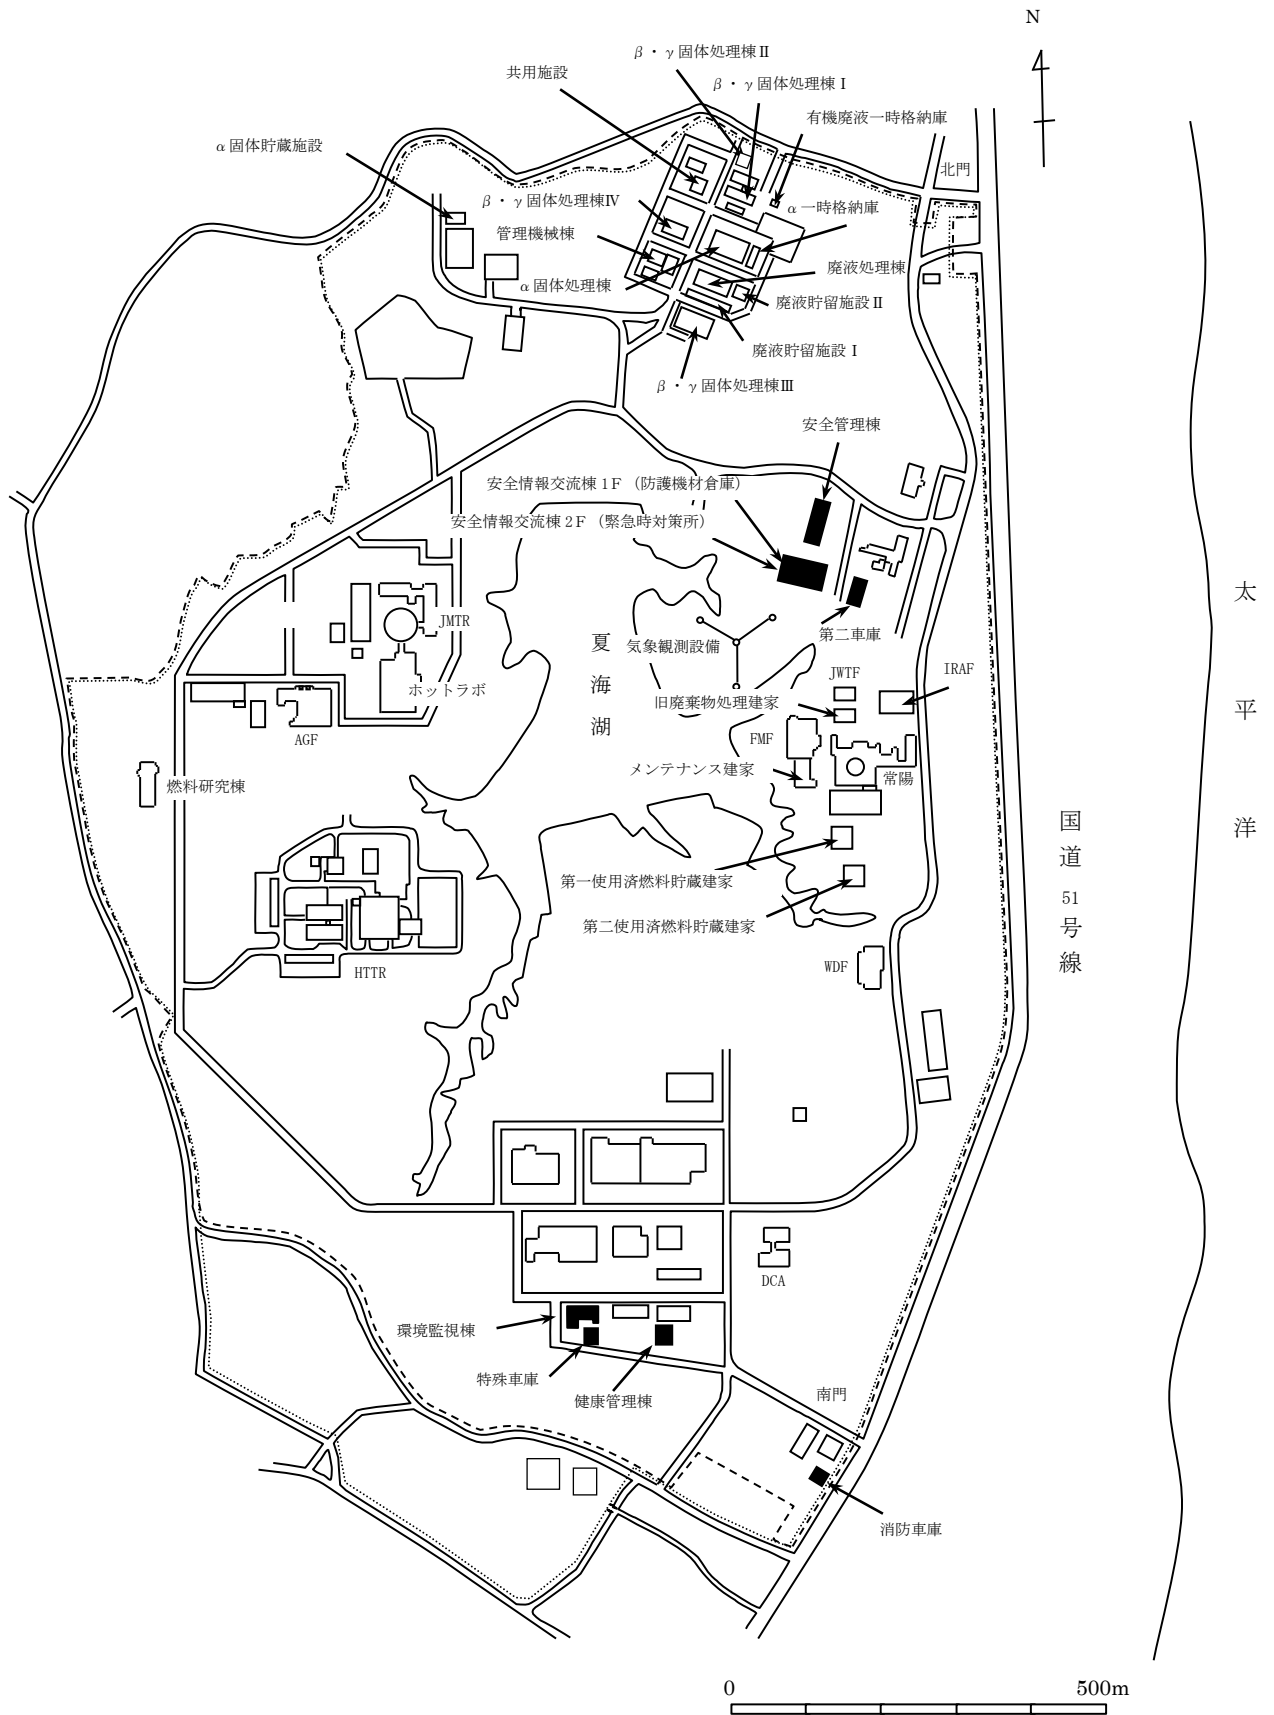 N
β・γ固体処理棟Ⅱ
共用施設
β・γ固体処理棟Ⅰ
有機廃液一時格納庫
α固体貯蔵施設
北門
β・γ固体処理棟Ⅳ
α一時格納庫
管理機械棟
廃液処理棟
α固体処理棟
廃液貯留施設Ⅱ
廃液貯留施設Ⅰ
β・γ固体処理棟Ⅲ
安全管理棟
安全情報交流棟1F（防護機材倉庫）
安全情報交流棟2F（緊急時対策所）
太平洋
JMTR
第二車庫
夏海湖
気象観測設備
JWTF
IRAF
ホットラボ
旧廃棄物処理建家
AGF
FMF
メンテナンス建家
常陽
燃料研究棟
国道51号線
第一使用済燃料貯蔵建家
第二使用済燃料貯蔵建家
WDF
HTTR
DCA
環境監視棟
特殊車庫
健康管理棟
南門
消防車庫
0 500m